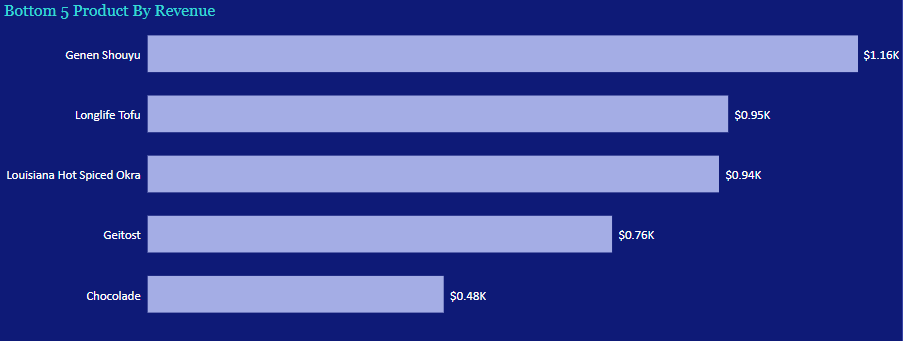 Bottom 5 Product By Revenue
Genen Shouyu $1.16K
Longlife Tofu $0.95K
Louisiana Hot Spiced Okra $0.94K
Geitost $0.76K
Chocolade $0.48K